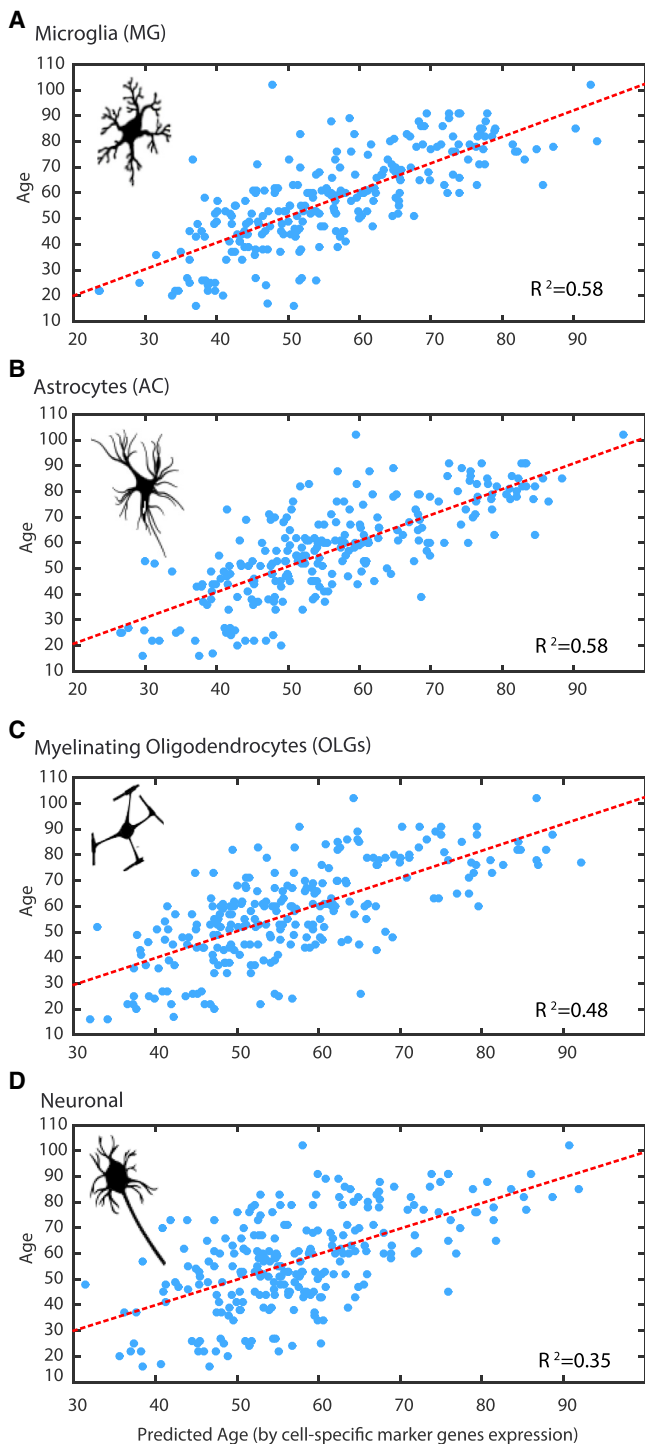 A
Microglia (MG)
110
100
90
80
70
60
50
40
30
20
10
Age
R²=0.58
20 30 40 50 60 70 80 90
B
Astrocytes (AC)
110
100
90
80
70
60
50
40
30
20
10
Age
R²=0.58
20 30 40 50 60 70 80 90
C
Myelinating Oligodendrocytes (OLGs)
110
100
90
80
70
60
50
40
30
20
10
Age
R²=0.48
30 40 50 60 70 80 90
D
Neuronal
110
100
90
80
70
60
50
40
30
20
10
Age
R²=0.35
30 40 50 60 70 80 90
Predicted Age (by cell-specific marker genes expression)